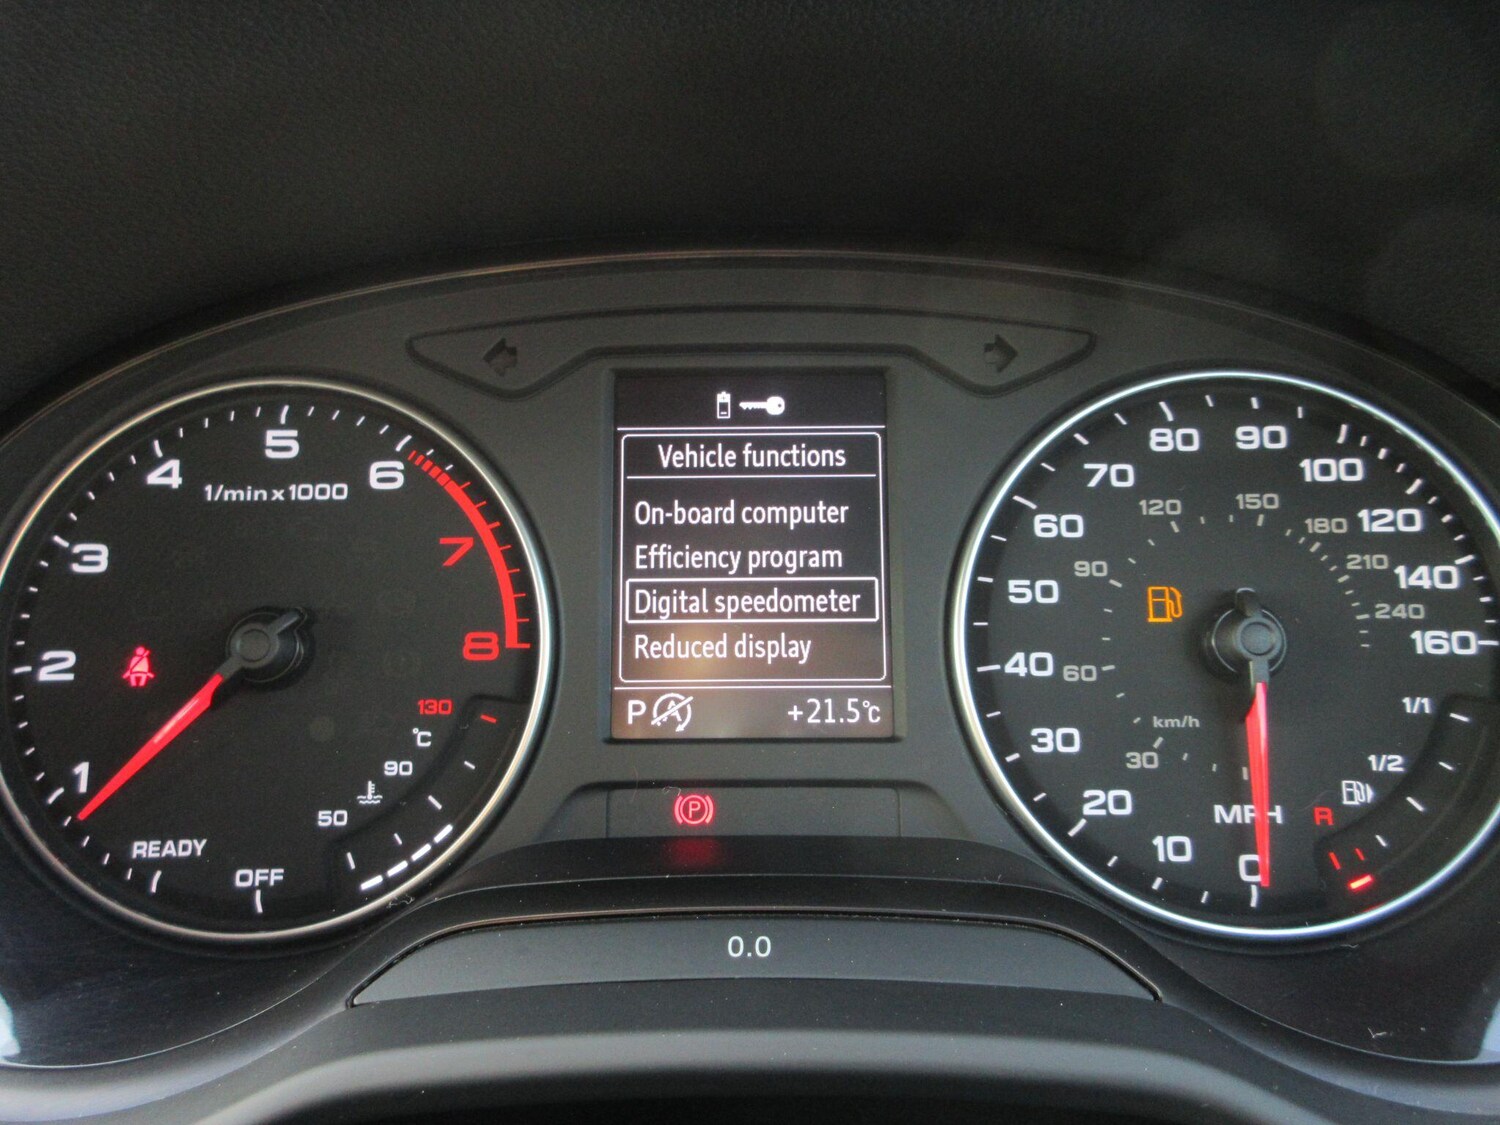 1
2
3
4
5
6
7
8
1/min x 1000
READY
OFF
50
90
130
°C
Vehicle functions
On-board computer
Efficiency program
Digital speedometer
Reduced display
P A +21.5°C
P
0.0
0
10
20
30
40
50
60
70
80
90
100
120
140
160
MPH
30
60
90
120
150
180
210
240
km/h
1/1
1/2
R